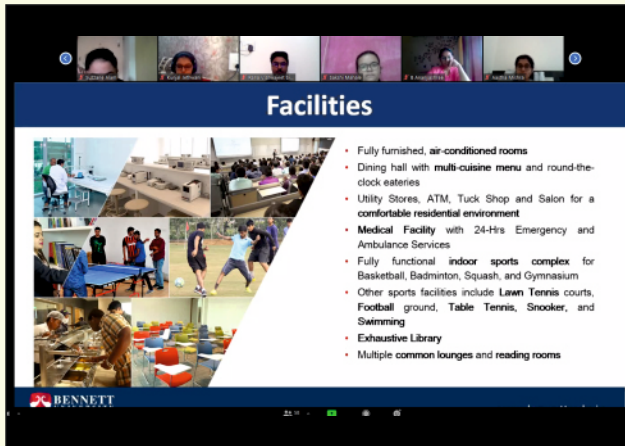 Facilities
Fully furnished, air-conditioned rooms
Dining hall with multi-cuisine menu and round-the-
clock eateries
Utility Stores, ATM, Tuck Shop and Salon for a
comfortable residential environment
Medical Facility with 24-Hrs Emergency and
Ambulance Services
Fully functional indoor sports complex for
Basketball, Badminton, Squash, and Gymnasium
Other sports facilities include Lawn Tennis courts,
Football ground, Table Tennis, Snooker, and
Swimming
Exhaustive Library
Multiple common lounges and reading rooms
BENNETT